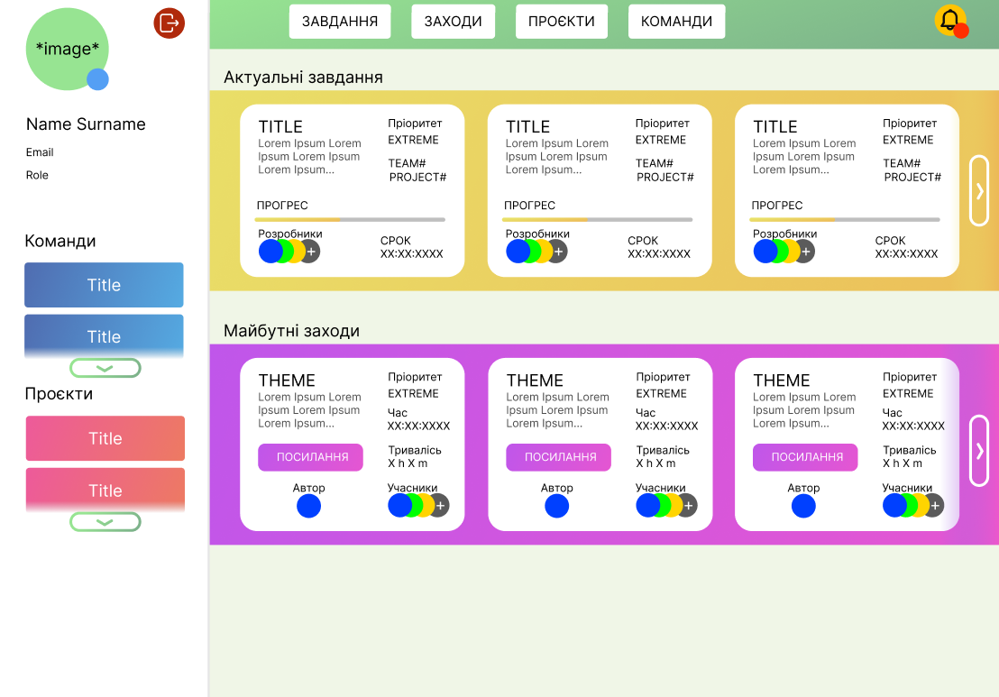 *image*
Name Surname
Email
Role
Команди
Title
Title
Проєкти
Title
Title
ЗАВДАННЯ
ЗАХОДИ
ПРОЄКТИ
КОМАНДИ
Актуальні завдання
TITLE
Lorem Ipsum Lorem
Ipsum Lorem Ipsum
Lorem Ipsum...
Пріоритет
EXTREME
TEAM#
PROJECT#
ПРОГРЕС
Розробники
+
СРОК
XX:XX:XXXX
TITLE
Lorem Ipsum Lorem
Ipsum Lorem Ipsum
Lorem Ipsum...
Пріоритет
EXTREME
TEAM#
PROJECT#
ПРОГРЕС
Розробники
+
СРОК
XX:XX:XXXX
TITLE
Lorem Ipsum Lorem
Ipsum Lorem Ipsum
Lorem Ipsum...
Пріоритет
EXTREME
TEAM#
PROJECT#
ПРОГРЕС
Розробники
+
СРОК
XX:XX:XXXX
Майбутні заходи
THEME
Lorem Ipsum Lorem
Ipsum Lorem Ipsum
Lorem Ipsum...
Пріоритет
EXTREME
Час
XX:XX:XXXX
ПОСИЛАННЯ
Тривалісь
X h X m
Автор
Учасники
+
THEME
Lorem Ipsum Lorem
Ipsum Lorem Ipsum
Lorem Ipsum...
Пріоритет
EXTREME
Час
XX:XX:XXXX
ПОСИЛАННЯ
Тривалісь
X h X m
Автор
Учасники
+
THEME
Lorem Ipsum Lorem
Ipsum Lorem Ipsum
Lorem Ipsum...
Пріоритет
EXTREME
Час
XX:XX:XXXX
ПОСИЛАННЯ
Тривалісь
X h X m
Автор
Учасники
+